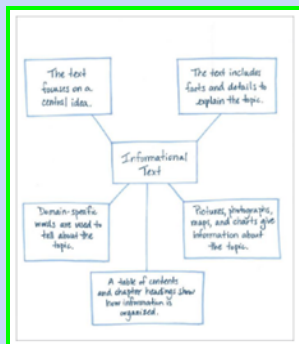 The text
focuses on a
central idea.
The text includes
facts and details to
explain the topic.
Informational
Text
Domain-specific
words are used to
tell about the
topic.
Pictures, photographs,
maps, and charts give
information about
the topic.
A table of contents
and chapter headings show
how information is
organized.